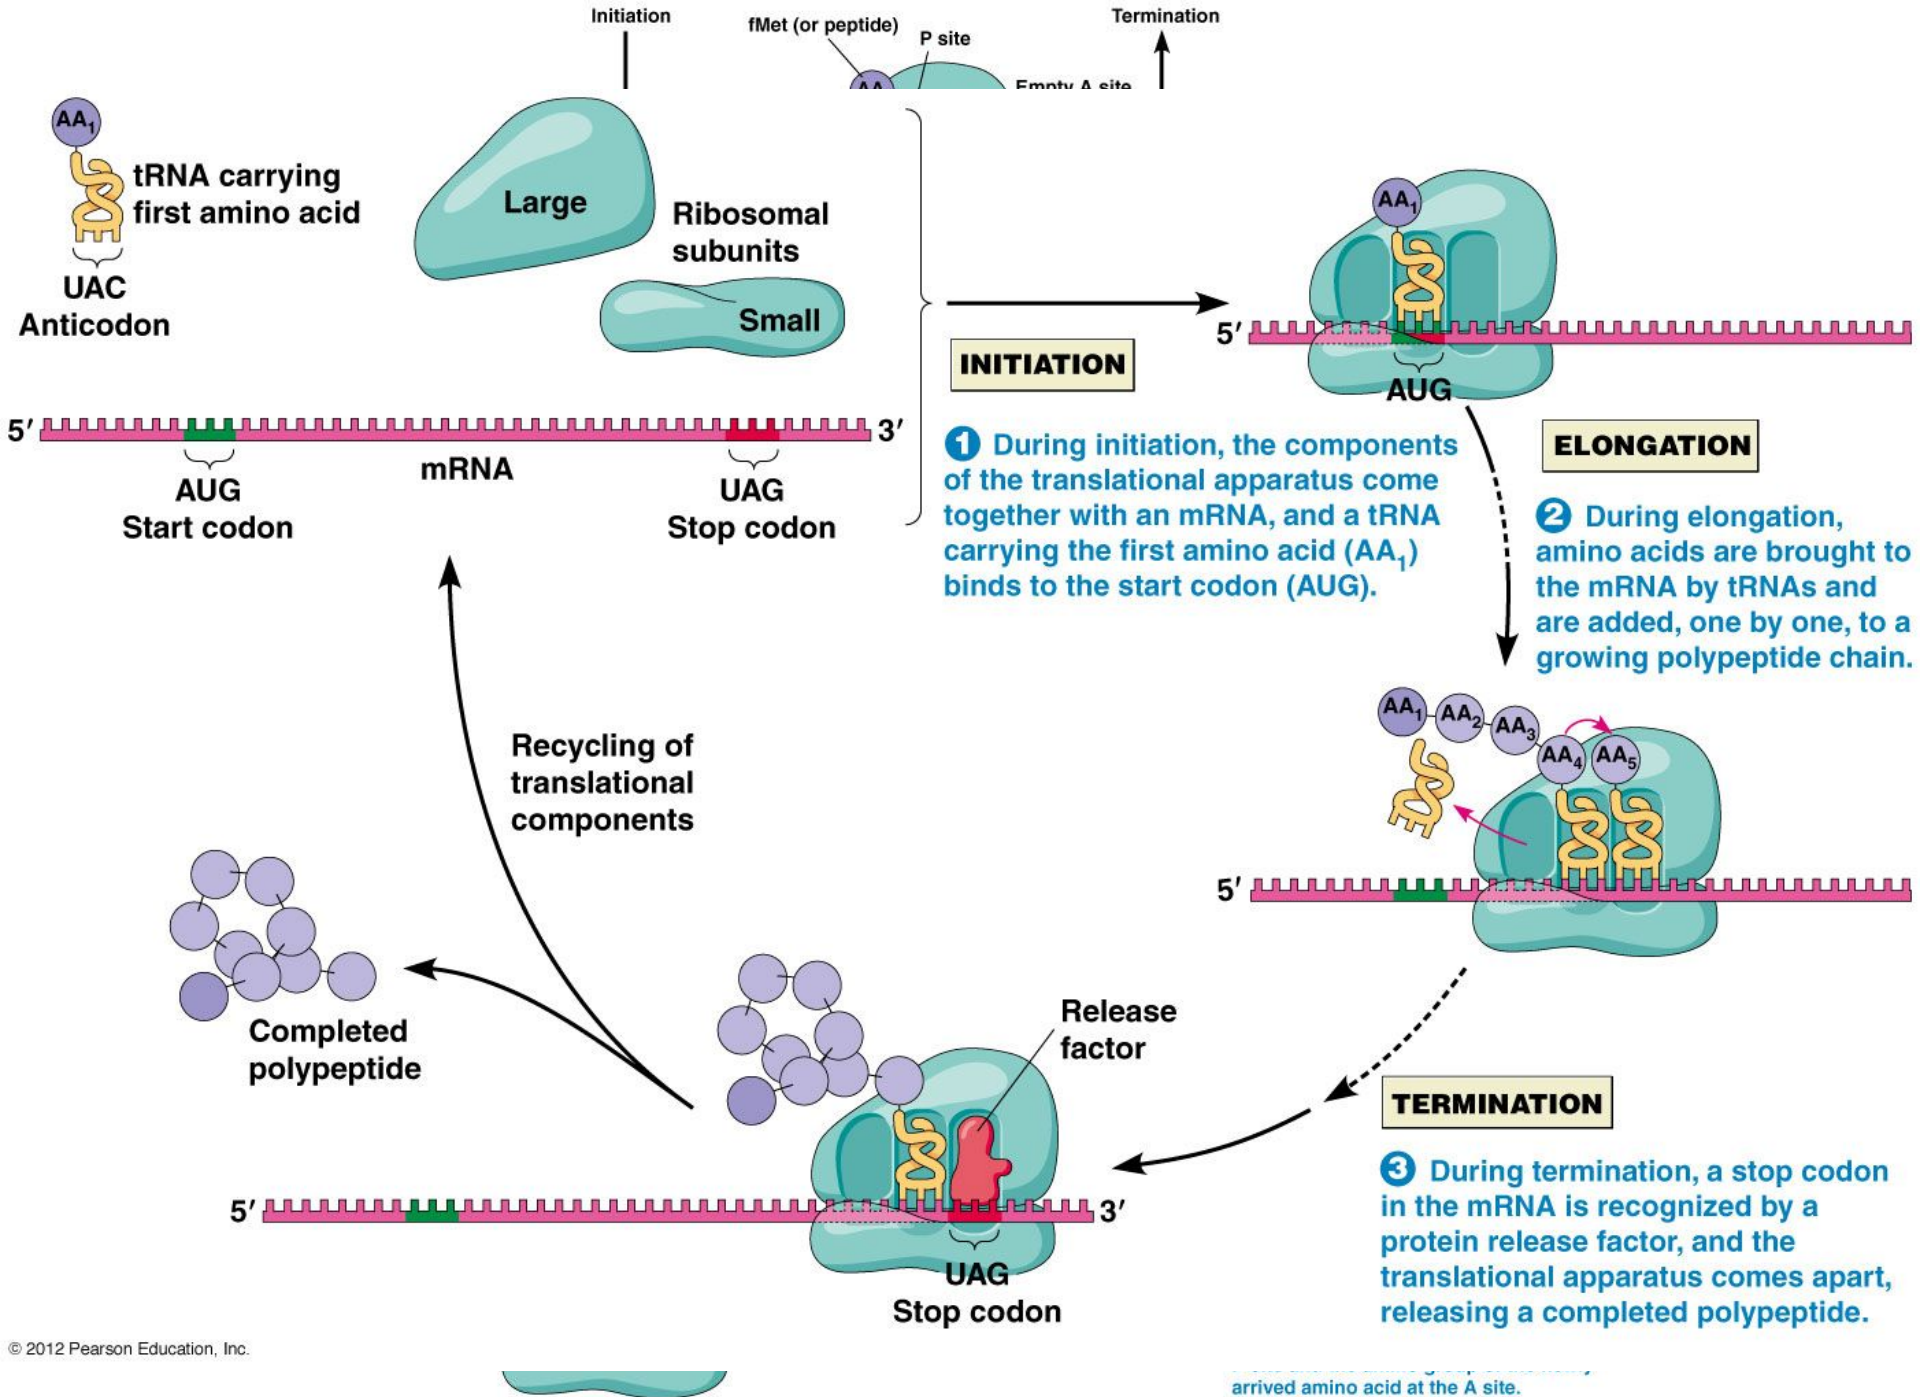 Initiation
fMet (or peptide)
P site
Termination
Empty A site
AA
AA1
tRNA carrying
first amino acid
UAC
Anticodon
Large
Ribosomal
subunits
Small
5′
3′
AUG
Start codon
mRNA
UAG
Stop codon
INITIATION
1 During initiation, the components
of the translational apparatus come
together with an mRNA, and a tRNA
carrying the first amino acid (AA1)
binds to the start codon (AUG).
AA1
5′
AUG
ELONGATION
2 During elongation,
amino acids are brought to
the mRNA by tRNAs and
are added, one by one, to a
growing polypeptide chain.
AA1
AA2
AA3
AA4
AA5
5′
Recycling of
translational
components
Completed
polypeptide
Release
factor
5′
3′
UAG
Stop codon
TERMINATION
3 During termination, a stop codon
in the mRNA is recognized by a
protein release factor, and the
translational apparatus comes apart,
releasing a completed polypeptide.
© 2012 Pearson Education, Inc.
arrived amino acid at the A site.